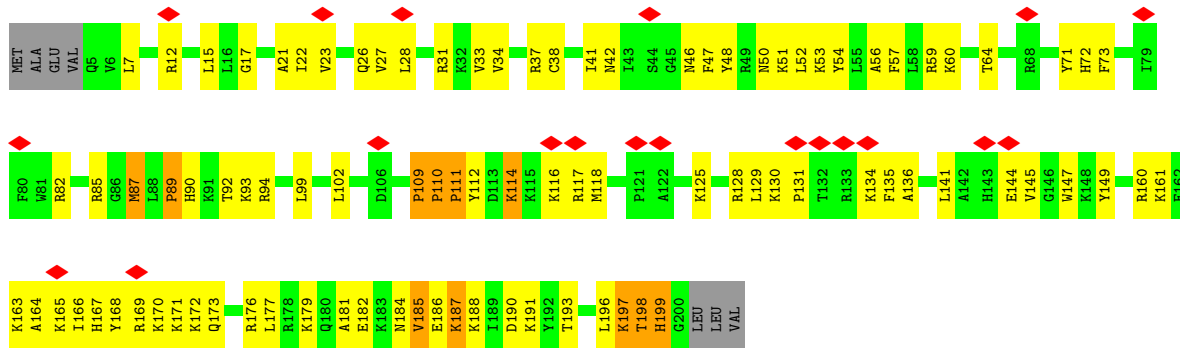 MET ALA GLU VAL Q5 V6 L7 R12 L15 L16 G17 A21 I22 V23 Q26 V27 L28 R31 K32 V33 V34 R37 C38 I41 N42 I43 S44 G45 N46 F47 Y48 R49 N50 K51 L52 K53 Y54 L55 A56 F57 L58 R59 K60 T64 R68 Y71 H72 F73 I79
F80 W81 R82 R85 G86 M87 L88 P89 H90 K91 T92 K93 R94 L99 L102 D106 P109 P110 P111 Y112 D113 K114 K115 K116 R117 M118 P121 A122 K125 R128 L129 K130 P131 T132 R133 K134 F135 A136 L141 A142 H143 E144 V145 G146 W147 K148 Y149 R160 K161 E162
K163 A164 K165 I166 H167 Y168 R169 K170 K171 K172 Q173 R176 L177 R178 K179 Q180 A181 E182 K183 N184 V185 E186 K187 K188 I189 D190 K191 Y192 T193 L196 K197 T198 H199 G200 LEU LEU VAL